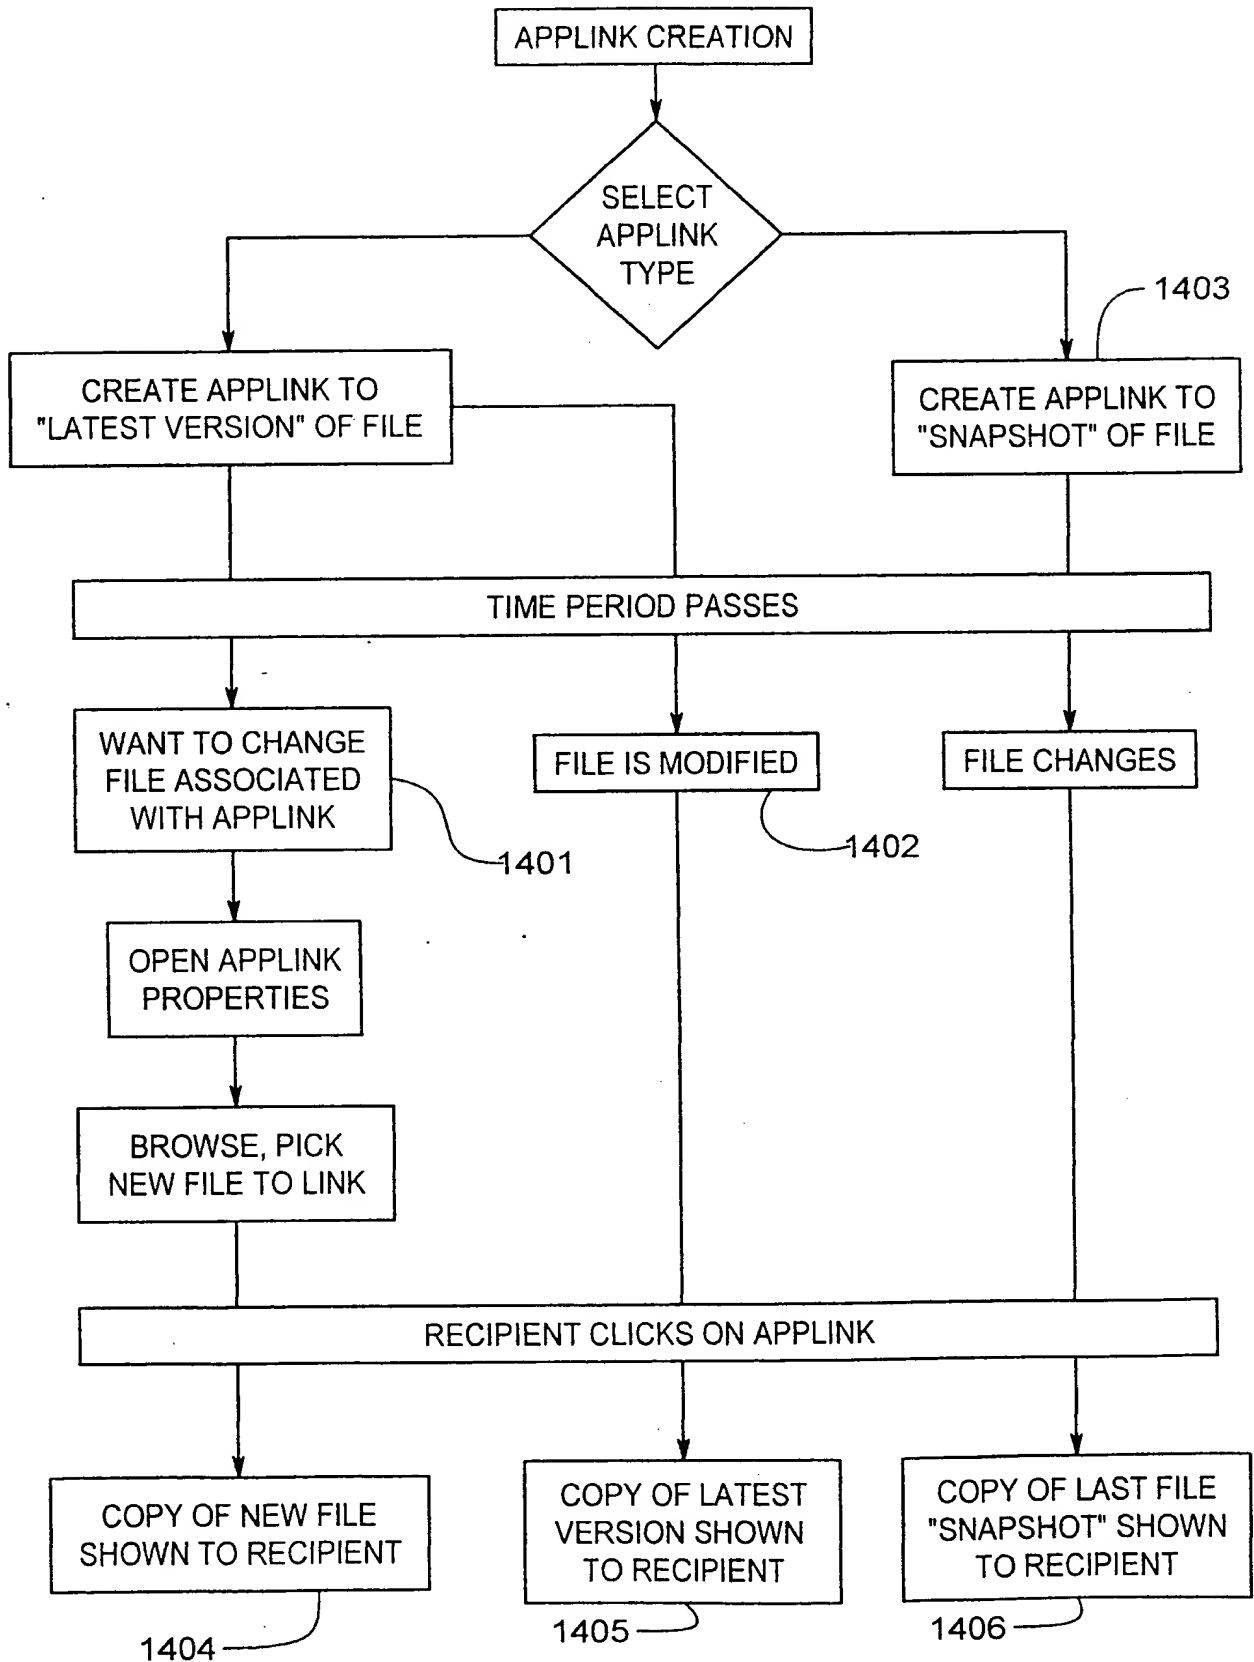 APPLINK CREATION
SELECT
APPLINK
TYPE
1403
CREATE APPLINK TO
"LATEST VERSION" OF FILE
CREATE APPLINK TO
"SNAPSHOT" OF FILE
TIME PERIOD PASSES
WANT TO CHANGE
FILE ASSOCIATED
WITH APPLINK
1401
FILE IS MODIFIED
1402
FILE CHANGES
OPEN APPLINK
PROPERTIES
BROWSE, PICK
NEW FILE TO LINK
RECIPIENT CLICKS ON APPLINK
COPY OF NEW FILE
SHOWN TO RECIPIENT
1404
COPY OF LATEST
VERSION SHOWN
TO RECIPIENT
1405
COPY OF LAST FILE
"SNAPSHOT" SHOWN
TO RECIPIENT
1406